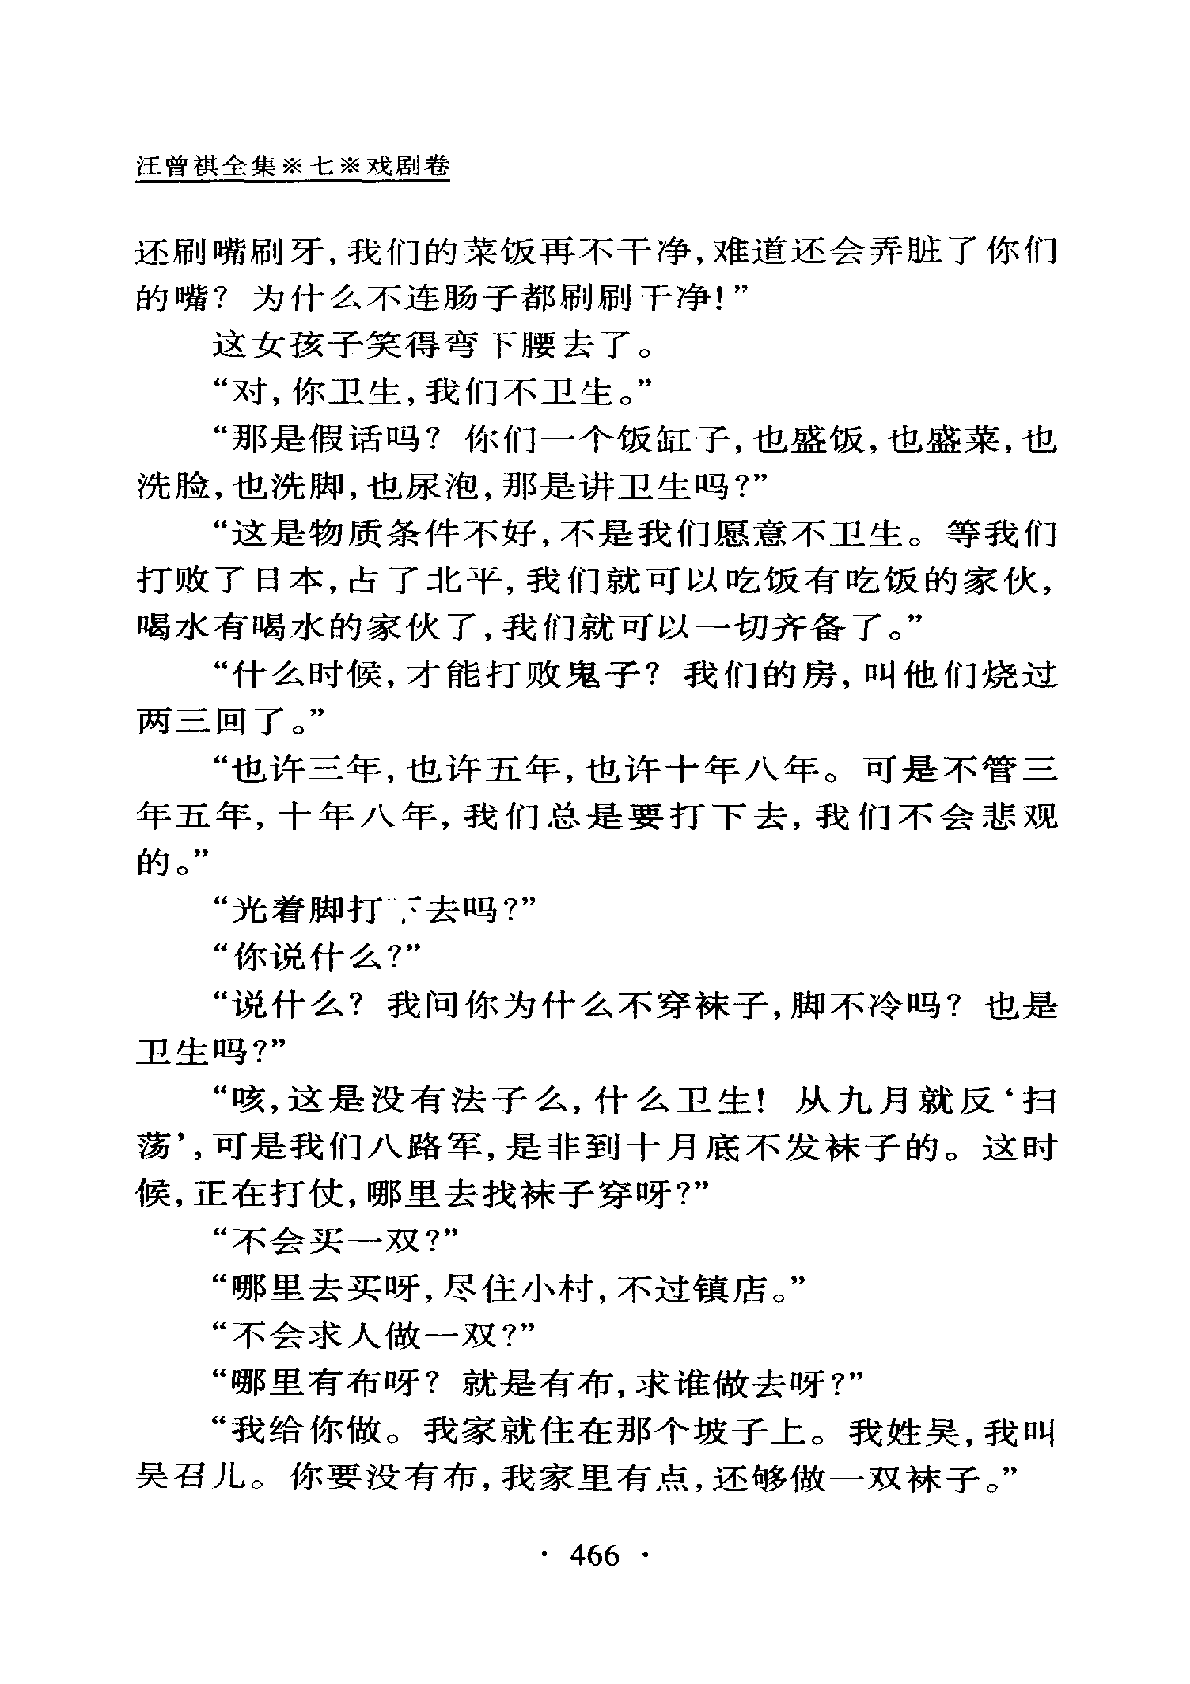 汪曾祺全集※七※戏剧卷
还刷嘴刷牙,我们的菜饭再不干净,难道还会弄脏了你们
的嘴？为什么不连肠子都刷刷干净!”
这女孩子笑得弯下腰去了。
“对,你卫生,我们不卫生。”
“那是假话吗？你们一个饭缸子,也盛饭,也盛菜,也
洗脸,也洗脚,也尿泡,那是讲卫生吗?”
“这是物质条件不好,不是我们愿意不卫生。等我们
打败了日本,占了北平,我们就可以吃饭有吃饭的家伙,
喝水有喝水的家伙了,我们就可以一切齐备了。”
“什么时候,才能打败鬼子？我们的房,叫他们烧过
两三回了。”
“也许三年,也许五年,也许十年八年。可是不管三
年五年,十年八年,我们总是要打下去,我们不会悲观
的。”
“光着脚打下去吗?”
“你说什么?”
“说什么？我问你为什么不穿袜子,脚不冷吗？也是
卫生吗?”
“咳,这是没有法子么,什么卫生！从九月就反‘扫
荡’,可是我们八路军,是非到十月底不发袜子的。这时
候,正在打仗,哪里去找袜子穿呀?”
“不会买一双?”
“哪里去买呀,尽住小村,不过镇店。”
“不会求人做一双?”
“哪里有布呀？就是有布,求谁做去呀?”
“我给你做。我家就住在那个坡子上。我姓吴,我叫
吴召儿。你要没有布,我家里有点,还够做一双袜子。”
· 466 ·